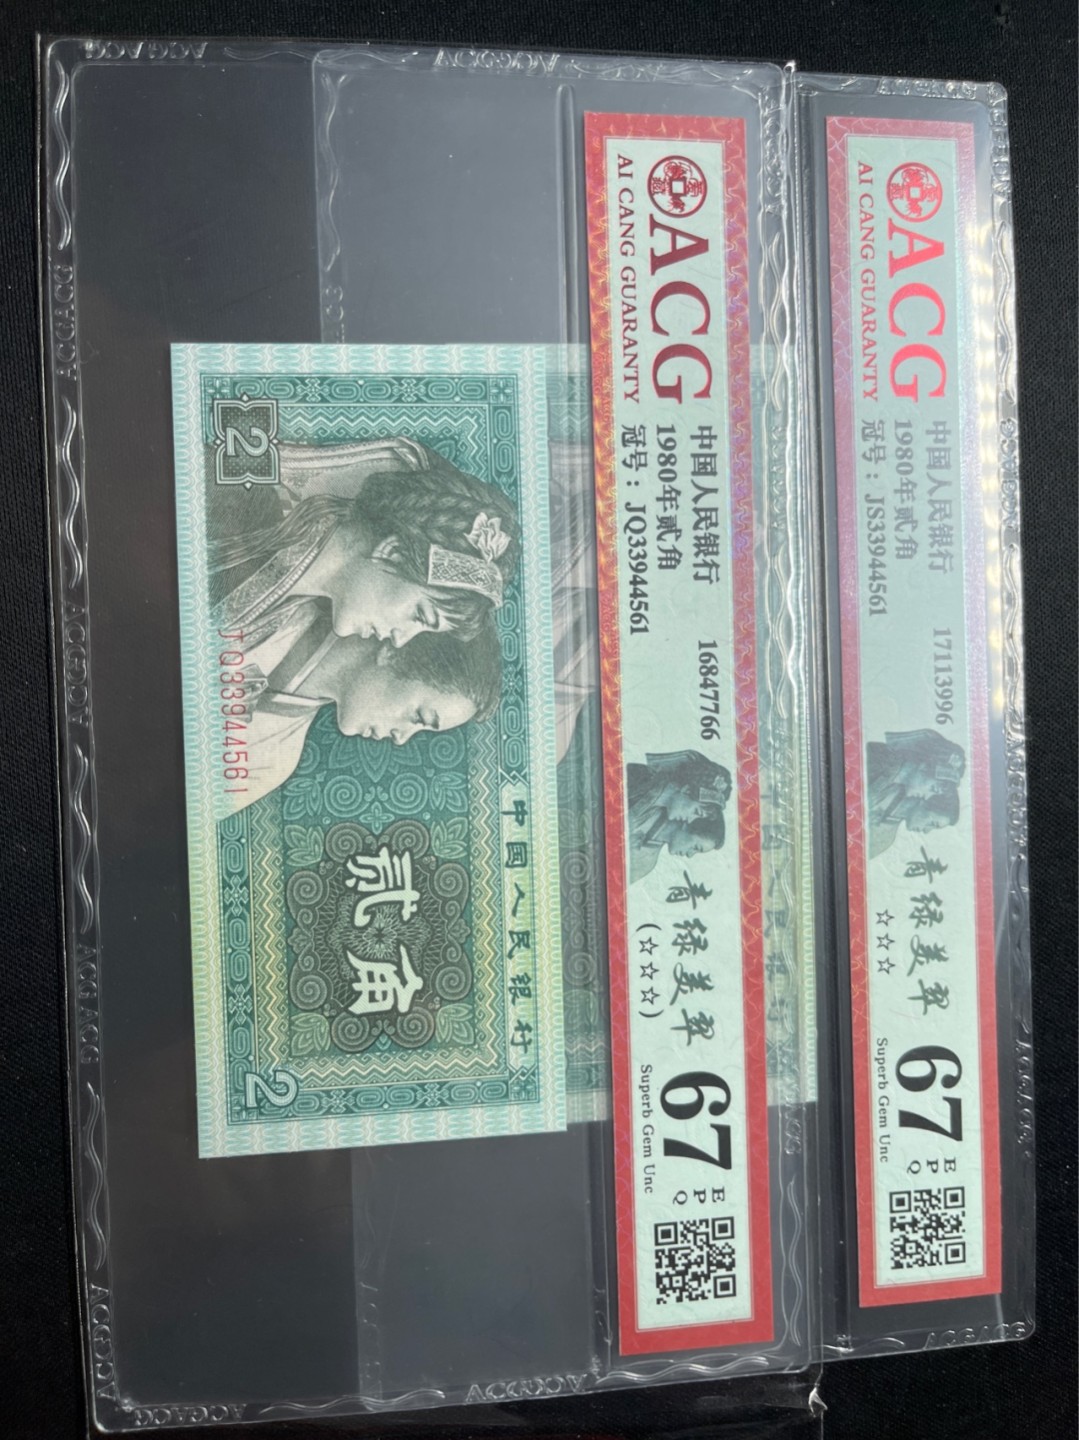 ACG
AI CANG GUARANTY
中国人民银行 17113996
1980年贰角
冠号：JS33944561
青绿美翠
☆☆☆
67
EPQ
Superb Gem Unc
ACG
AI CANG GUARANTY
中国人民银行 16847766
1980年贰角
冠号：JQ33944561
青绿美翠
(☆☆☆)
67
EPQ
Superb Gem Unc
中国人民银行
贰角
2
2
JQ33944561